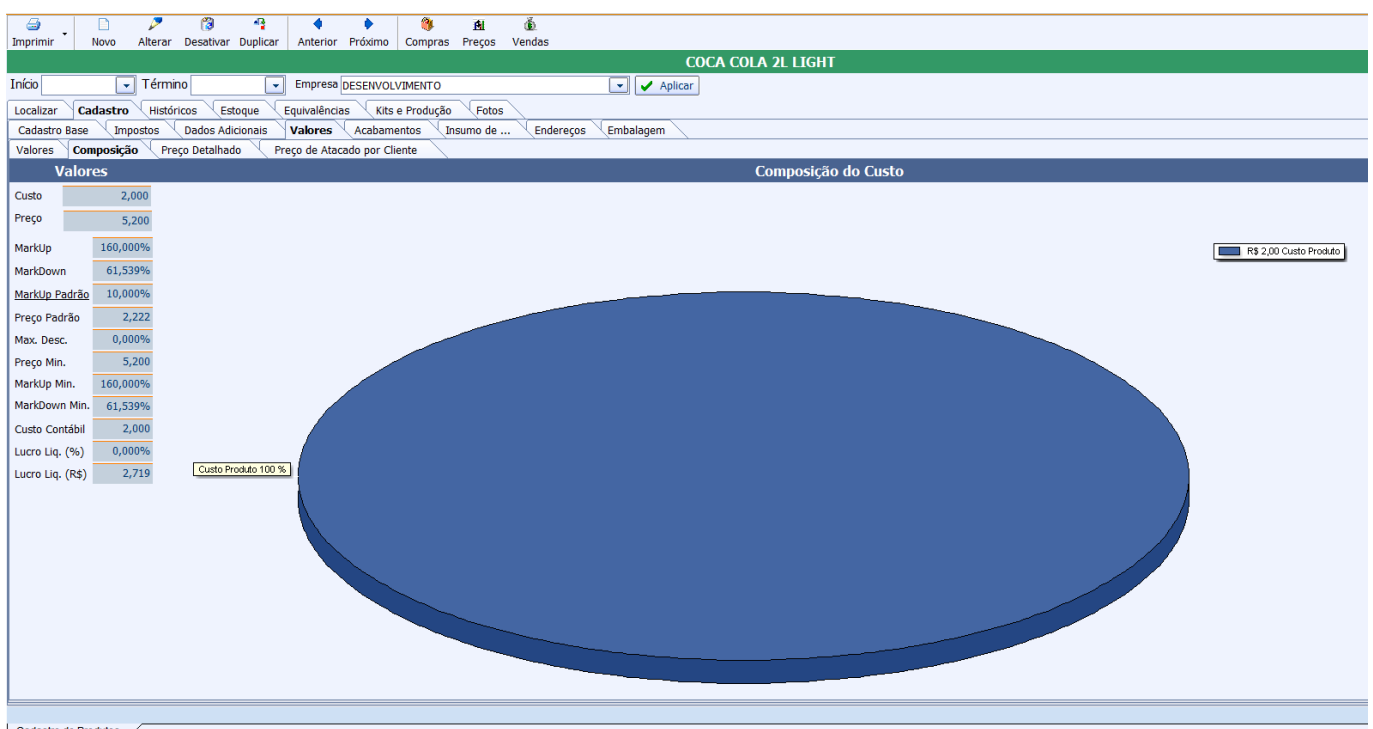 Imprimir Novo Alterar Desativar Duplicar Anterior Próximo Compras Preços Vendas
COCA COLA 2L LIGHT
Início Término Empresa DESENVOLVIMENTO Aplicar
Localizar Cadastro Históricos Estoque Equivalências Kits e Produção Fotos
Cadastro Base Impostos Dados Adicionais Valores Acabamentos Insumo de ... Endereços Embalagem
Valores Composição Preço Detalhado Preço de Atacado por Cliente
Valores Composição do Custo
Custo 2,000
Preço 5,200
MarkUp 160,000%
R$ 2,00 Custo Produto
MarkDown 61,539%
MarkUp Padrão 10,000%
Preço Padrão 2,222
Max. Desc. 0,000%
Preço Min. 5,200
MarkUp Min. 160,000%
MarkDown Min. 61,539%
Custo Contábil 2,000
Lucro Liq. (%) 0,000%
Custo Produto 100 %
Lucro Liq. (R$) 2,719
Cadastro de Produtos